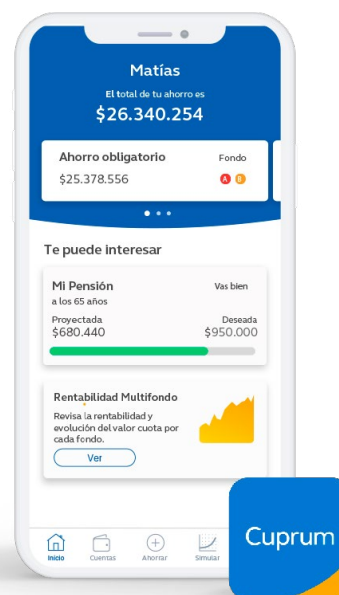 Matías
El total de tu ahorro es
$26.340.254
Ahorro obligatorio
Fondo
$25.378.556
A B
Te puede interesar
Mi Pensión
Vas bien
a los 65 años
Proyectada
Deseada
$680.440
$950.000
Rentabilidad Multifondo
Revisa la rentabilidad y
evolución del valor cuota por
cada fondo.
Ver
Inicio
Cuentas
Ahorrar
Simular
Cuprum